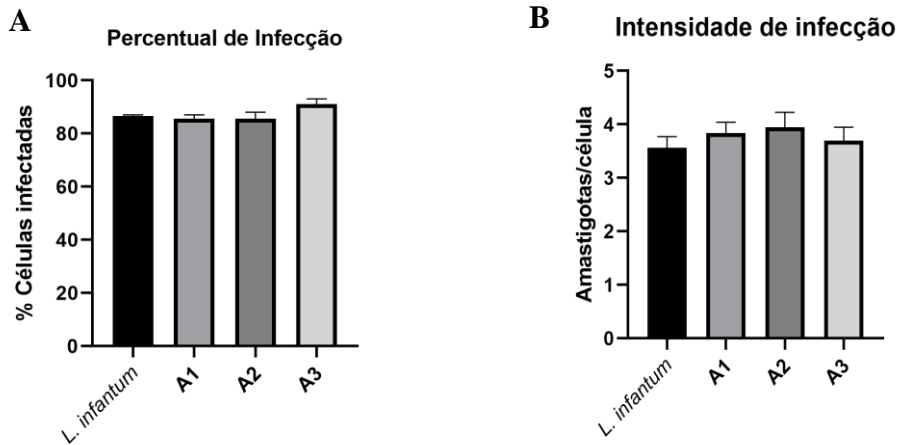 A
Percentual de Infecção
% Células infectadas
100
80
60
40
20
0
L. infantum
A1
A2
A3
B
Intensidade de infecção
Amastigotas/célula
5
4
3
2
1
0
L. infantum
A1
A2
A3